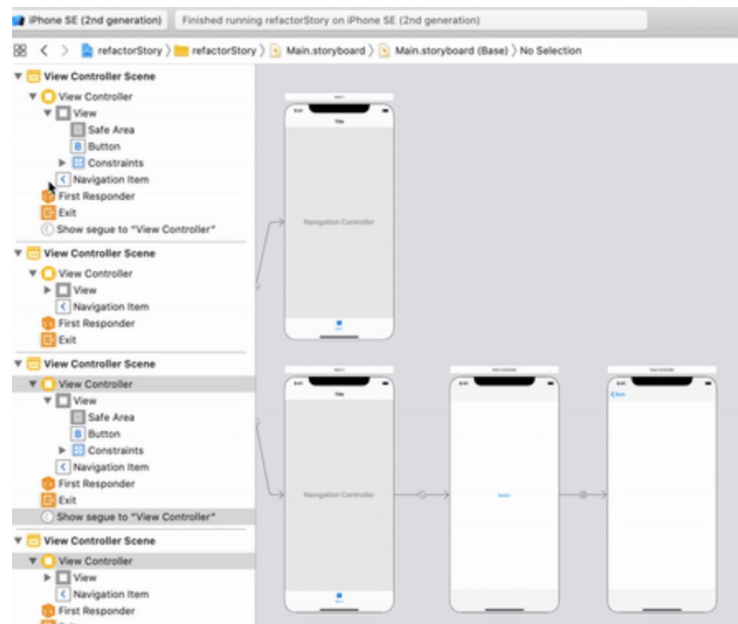 iPhone SE (2nd generation) Finished running refactorStory on iPhone SE (2nd generation)
refactorStory refactorStory Main.storyboard Main.storyboard (Base) No Selection
View Controller Scene
View Controller
View
Safe Area
Button
Constraints
Navigation Item
First Responder
Exit
Show segue to "View Controller"
View Controller Scene
View Controller
View
Navigation Item
First Responder
Exit
View Controller Scene
View Controller
View
Safe Area
Button
Constraints
Navigation Item
First Responder
Exit
Show segue to "View Controller"
View Controller Scene
View Controller
View
Navigation Item
First Responder
Title
Navigation Controller
Title
Navigation Controller
Button